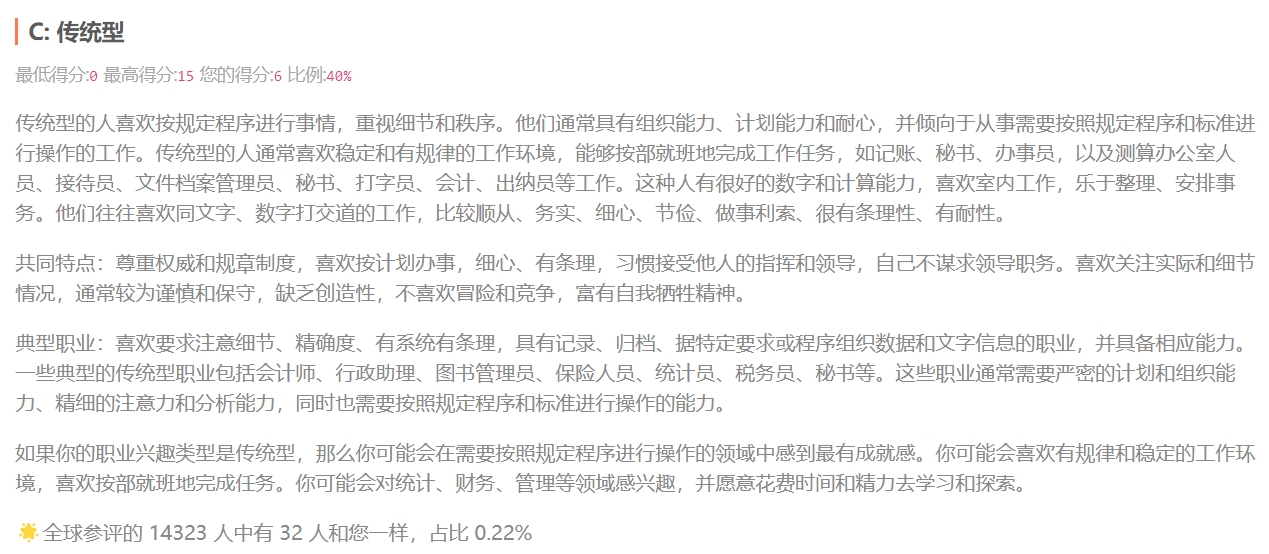 C: 传统型
最低得分:0 最高得分:15 您的得分:6 比例:40%
传统型的人喜欢按规定程序进行事情，重视细节和秩序。他们通常具有组织能力、计划能力和耐心，并倾向于从事需要按照规定程序和标准进
行操作的工作。传统型的人通常喜欢稳定和有规律的工作环境，能够按部就班地完成工作任务，如记账、秘书、办事员，以及测算办公室人
员、接待员、文件档案管理员、秘书、打字员、会计、出纳员等工作。这种人有很好的数字和计算能力，喜欢室内工作，乐于整理、安排事
务。他们往往喜欢同文字、数字打交道的工作，比较顺从、务实、细心、节俭、做事利索、很有条理性、有耐性。
共同特点：尊重权威和规章制度，喜欢按计划办事，细心、有条理，习惯接受他人的指挥和领导，自己不谋求领导职务。喜欢关注实际和细节
情况，通常较为谨慎和保守，缺乏创造性，不喜欢冒险和竞争，富有自我牺牲精神。
典型职业：喜欢要求注意细节、精确度、有系统有条理，具有记录、归档、据特定要求或程序组织数据和文字信息的职业，并具备相应能力。
一些典型的传统型职业包括会计师、行政助理、图书管理员、保险人员、统计员、税务员、秘书等。这些职业通常需要严密的计划和组织能
力、精细的注意力和分析能力，同时也需要按照规定程序和标准进行操作的能力。
如果你的职业兴趣类型是传统型，那么你可能会在需要按照规定程序进行操作的领域中感到最有成就感。你可能会喜欢有规律和稳定的工作环
境，喜欢按部就班地完成任务。你可能会对统计、财务、管理等领域感兴趣，并愿意花费时间和精力去学习和探索。
🌟 全球参评的 14323 人中有 32 人和您一样，占比 0.22%